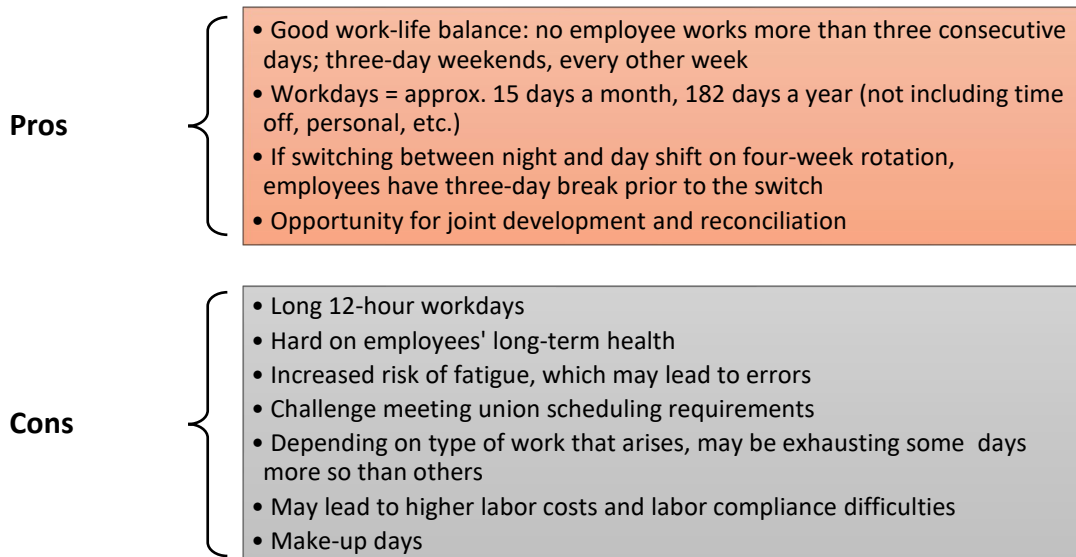 Pros
• Good work-life balance: no employee works more than three consecutive
days; three-day weekends, every other week
• Workdays = approx. 15 days a month, 182 days a year (not including time
off, personal, etc.)
• If switching between night and day shift on four-week rotation,
employees have three-day break prior to the switch
• Opportunity for joint development and reconciliation
Cons
• Long 12-hour workdays
• Hard on employees' long-term health
• Increased risk of fatigue, which may lead to errors
• Challenge meeting union scheduling requirements
• Depending on type of work that arises, may be exhausting some  days
more so than others
• May lead to higher labor costs and labor compliance difficulties
• Make-up days